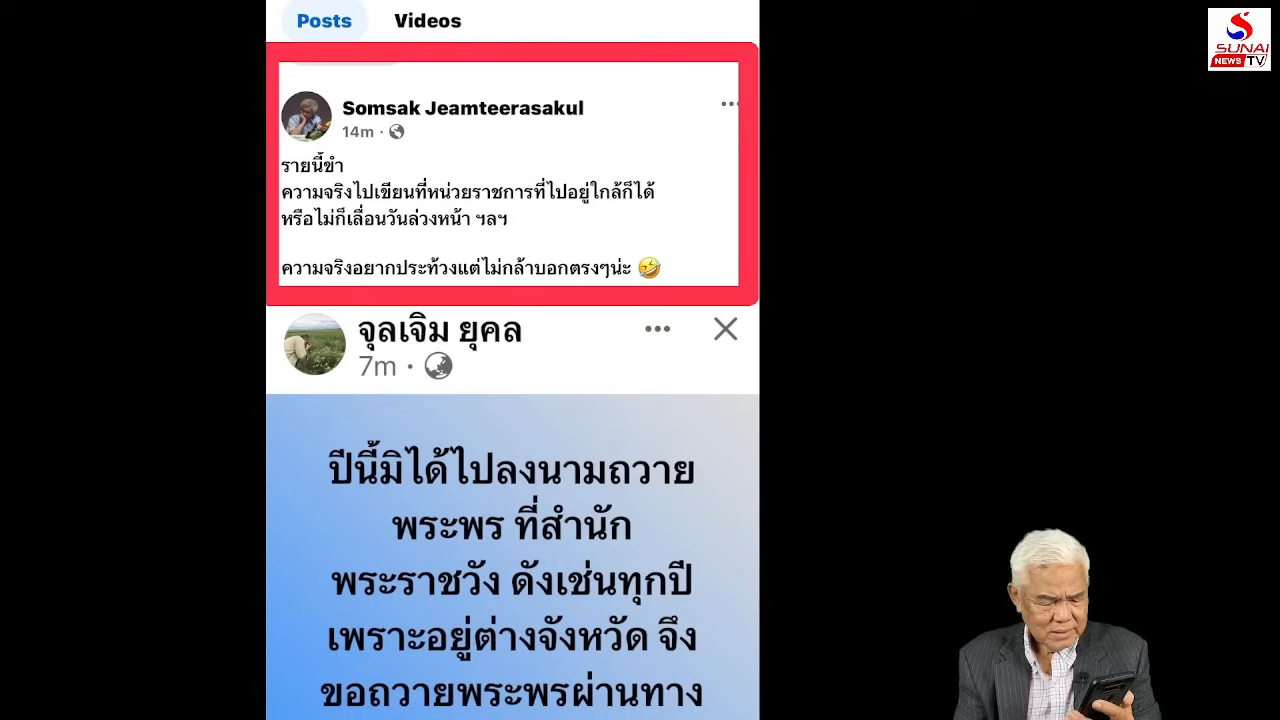 Posts
Videos
SUNAI
NEWS TV
Somsak Jeamteerasakul
14m ·
รายนี้ขำ
ความจริงไปเขียนที่หน่วยราชการที่ไปอยู่ใกล้ก็ได้
หรือไม่ก็เลื่อนวันล่วงหน้า ฯลฯ
ความจริงอยากประท้วงแต่ไม่กล้าบอกตรงๆน่ะ 🤣
จุลเจิม ยุคล
7m ·
ปีนี้มิได้ไปลงนามถวาย
พระพร ที่สำนัก
พระราชวัง ดังเช่นทุกปี
เพราะอยู่ต่างจังหวัด จึง
ขอถวายพระพรผ่านทาง